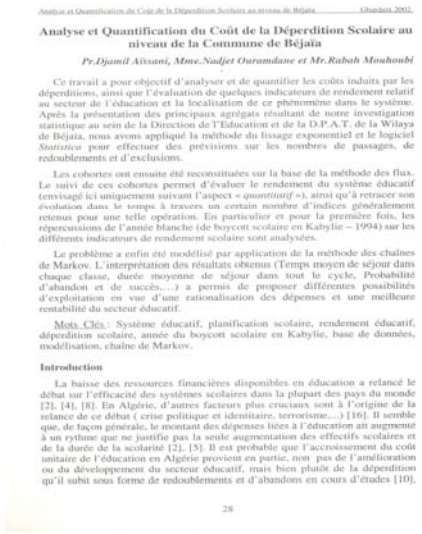 Analyse et Quantification du Coût de la Déperdition Scolaire au niveau de Béjaïa Ghardaia 2002
Analyse et Quantification du Coût de la Déperdition Scolaire au
niveau de la Commune de Béjaïa
Pr.Djamil Aïssani, Mme.Nadjet Ouramdane et Mr.Rabah Mouhoubi
Ce travail a pour objectif d'analyser et de quantifier les coûts induits par les
déperditions, ainsi que l'évaluation de quelques indicateurs de rendement relatif
au secteur de l'éducation et la localisation de ce phénomène dans le système.
Après la présentation des principaux agrégats résultant de notre investigation
statistique au sein de la Direction de l'Education et de la D.P.A.T. de la Wilaya
de Béjaïa, nous avons appliqué la méthode du lissage exponentiel et le logiciel
Statistica pour effectuer des prévisions sur les nombres de passages, de
redoublements et d'exclusions.
Les cohortes ont ensuite été reconstituées sur la base de la méthode des flux.
Le suivi de ces cohortes permet d'évaluer le rendement du système éducatif
(envisagé ici uniquement suivant l'aspect « quantitatif »), ainsi qu'à retracer son
évolution dans le temps à travers un certain nombre d'indices généralement
retenus pour une telle opération. En particulier et pour la première fois, les
répercussions de l'année blanche (de boycott scolaire en Kabylie – 1994) sur les
différents indicateurs de rendement scolaire sont analysées.
Le problème a enfin été modélisé par application de la méthode des chaînes
de Markov. L'interprétation des résultats obtenus (Temps moyen de séjour dans
chaque classe, durée moyenne de séjour dans tout le cycle, Probabilité
d'abandon et de succès,...) a permis de proposer différentes possibilités
d'exploitation en vue d'une rationalisation des dépenses et une meilleure
rentabilité du secteur éducatif.
Mots Clés : Système éducatif, planification scolaire, rendement éducatif,
déperdition scolaire, année du boycott scolaire en Kabylie, base de données,
modélisation, chaîne de Markov.
Introduction
La baisse des ressources financières disponibles en éducation a relancé le
débat sur l'efficacité des systèmes scolaires dans la plupart des pays du monde
[2], [4], [8]. En Algérie, d'autres facteurs plus cruciaux sont à l'origine de la
relance de ce débat ( crise politique et identitaire, terrorisme,...) [16]. Il semble
que, de façon générale, le montant des dépenses liées à l'éducation ait augmenté
à un rythme que ne justifie pas la seule augmentation des effectifs scolaires et
de la durée de la scolarité [2], [5]. Il est probable que l'accroissement du coût
unitaire de l'éducation en Algérie provient en partie, non pas de l'amélioration
ou du développement du secteur éducatif, mais bien plutôt de la déperdition
qu'il subit sous forme de redoublements et d'abandons en cours d'études [10],
28